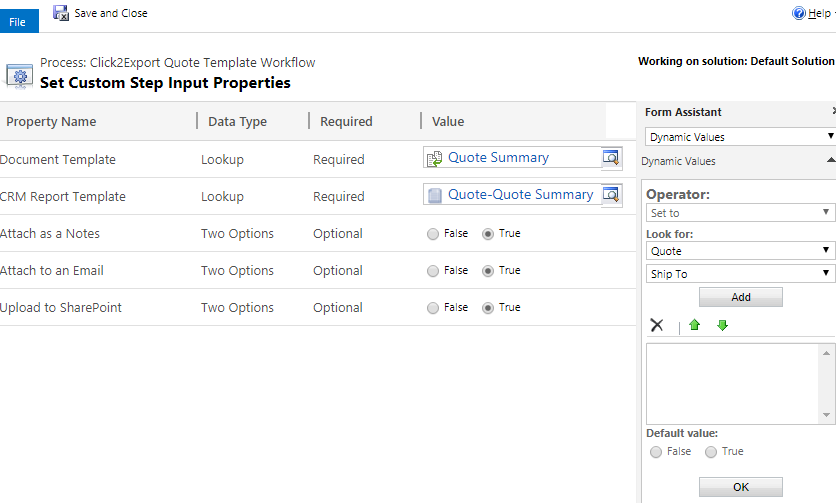 File
Save and Close
Help
Process: Click2Export Quote Template Workflow
Set Custom Step Input Properties
Working on solution: Default Solution
Property Name Data Type Required Value
Document Template Lookup Required Quote Summary
CRM Report Template Lookup Required Quote-Quote Summary
Attach as a Notes Two Options Optional False True
Attach to an Email Two Options Optional False True
Upload to SharePoint Two Options Optional False True
Form Assistant
Dynamic Values
Dynamic Values
Operator:
Set to
Look for:
Quote
Ship To
Add
Default value:
False True
OK